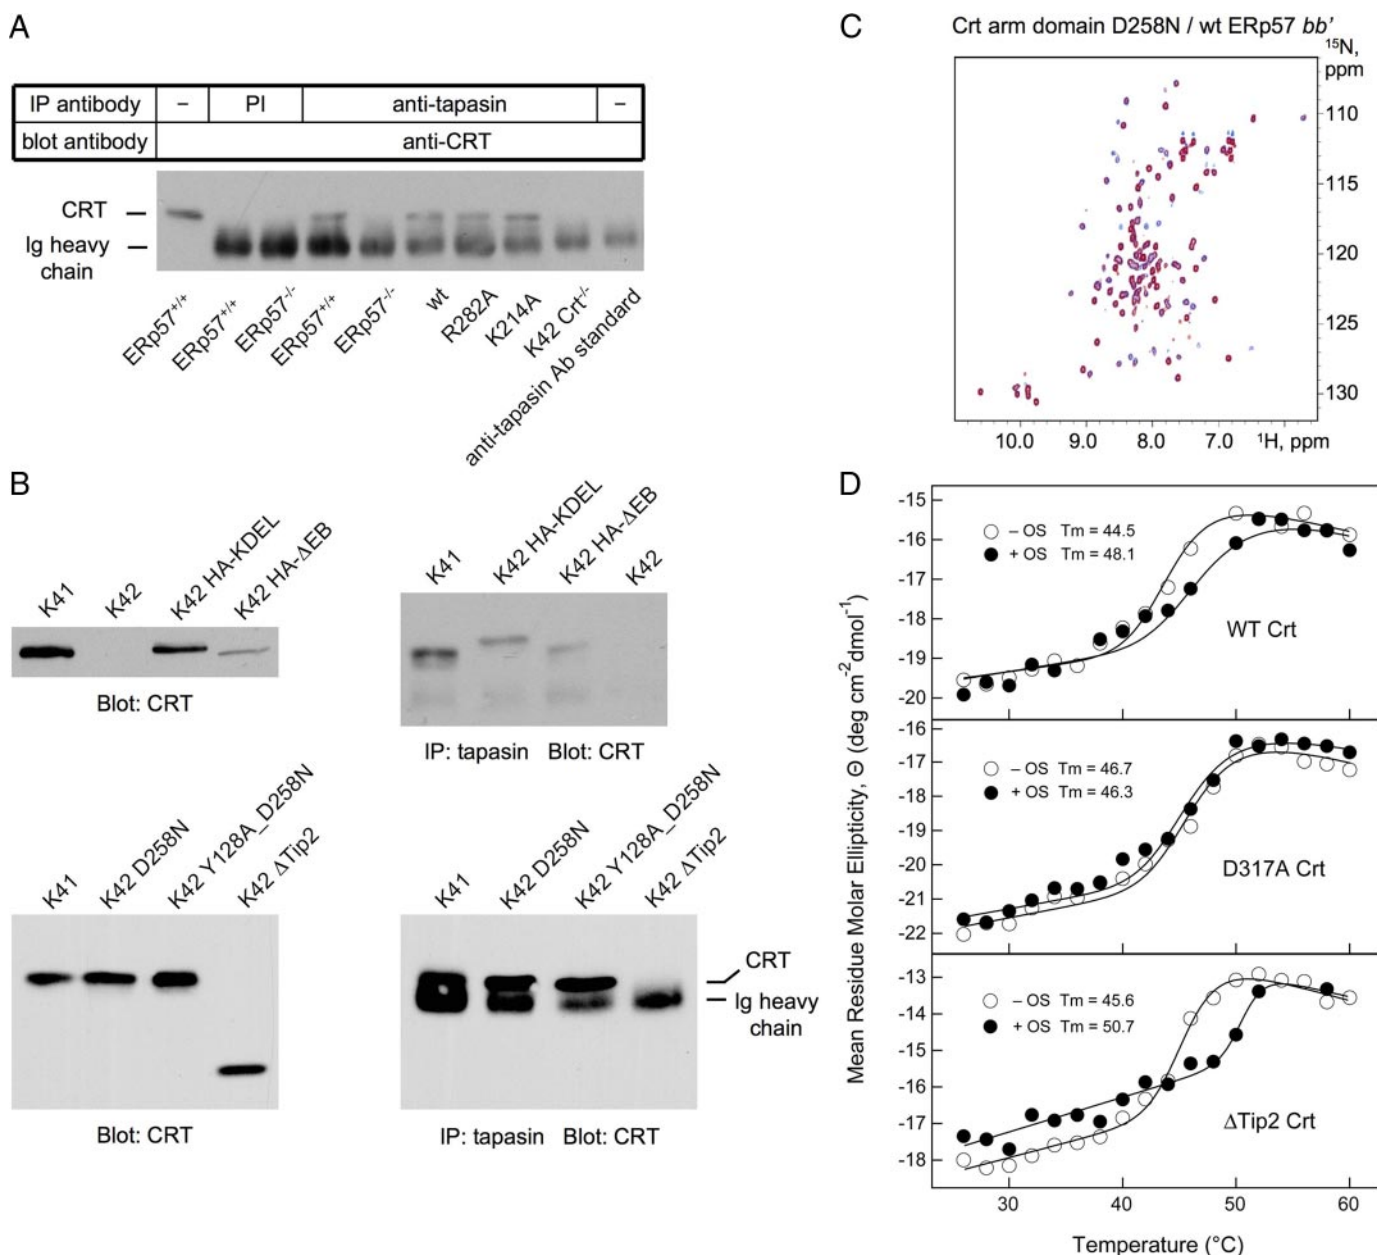 A
IP antibody – PI anti-tapasin –
blot antibody anti-CRT
CRT
Ig heavy
chain
ERp57+/+
ERp57+/+
ERp57-/-
ERp57+/+
ERp57-/-
wt
R282A
K214A
K42 Crt-/-
anti-tapasin Ab standard
B
K41
K42
K42 HA-KDEL
K42 HA-ΔEB
Blot: CRT
K41
K42 HA-KDEL
K42 HA-ΔEB
K42
IP: tapasin Blot: CRT
K41
K42 D258N
K42 Y128A_D258N
K42 ΔTip2
Blot: CRT
K41
K42 D258N
K42 Y128A_D258N
K42 ΔTip2
CRT
Ig heavy
chain
IP: tapasin Blot: CRT
C
Crt arm domain D258N / wt ERp57 bb'
15N,
ppm
110
115
120
125
130
10.0 9.0 8.0 7.0 1H, ppm
D
Mean Residue Molar Ellipticity, Θ (deg cm-2dmol-1)
-15
-16
-17
-18
-19
-20
– OS Tm = 44.5
+ OS Tm = 48.1
WT Crt
-16
-17
-18
-19
-20
-21
-22
– OS Tm = 46.7
+ OS Tm = 46.3
D317A Crt
-13
-14
-15
-16
-17
-18
– OS Tm = 45.6
+ OS Tm = 50.7
ΔTip2 Crt
30 40 50 60
Temperature (°C)